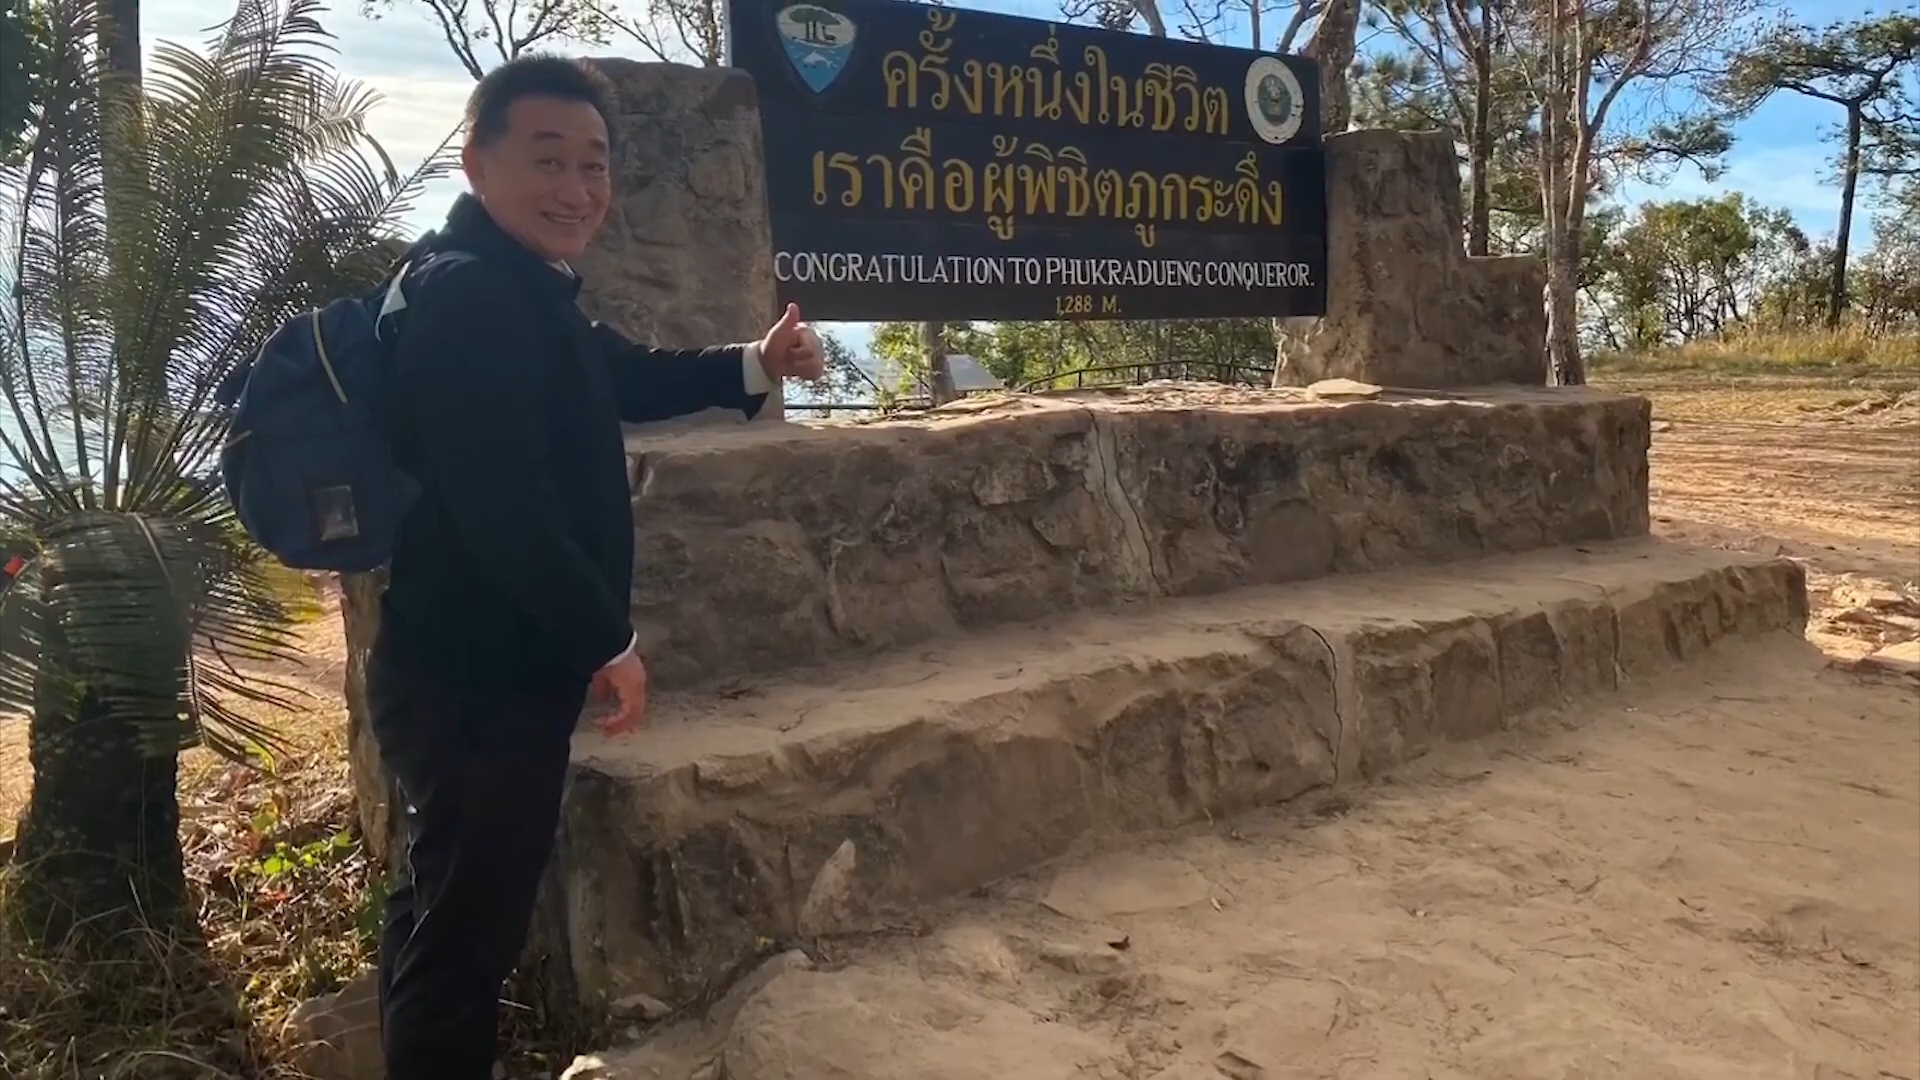 ครั้งหนึ่งในชีวิต
เราคือผู้พิชิตภูกระดึง
CONGRATULATION TO PHUKRADUENG CONQUEROR.
1,288 M.